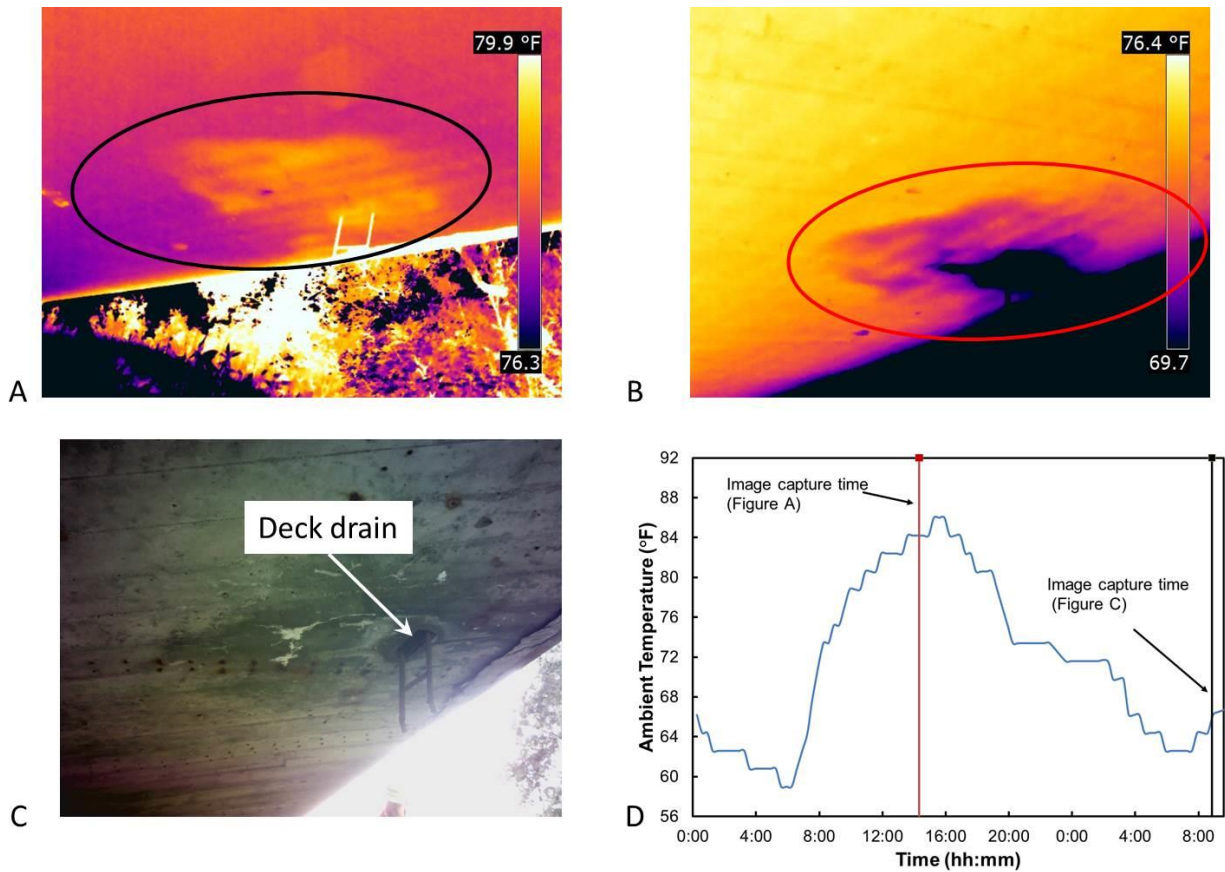 79.9 °F
76.3
A
76.4 °F
69.7
B
Deck drain
C
92
88
84
80
76
72
68
64
60
56
Ambient Temperature (°F)
Image capture time
(Figure A)
Image capture time
(Figure C)
0:00 4:00 8:00 12:00 16:00 20:00 0:00 4:00 8:00
Time (hh:mm)
D